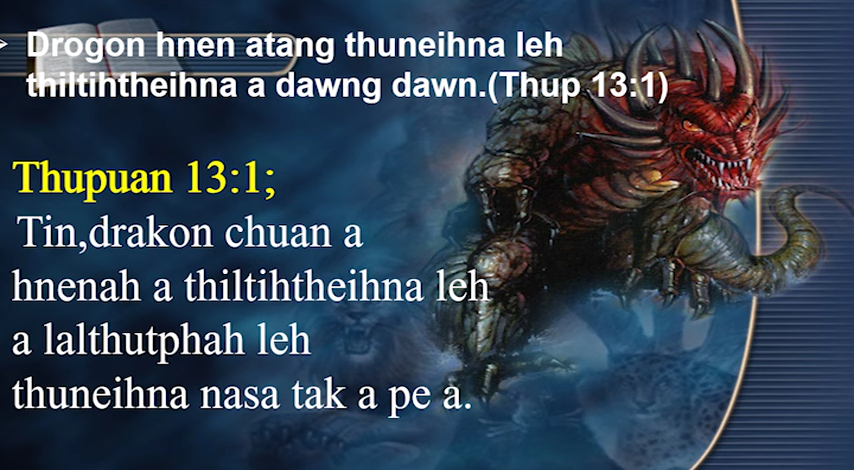 Drogon hnen atang thuneihna leh
thiltihtheihna a dawng dawn.(Thup 13:1)
Thupuan 13:1;
Tin,drakon chuan a
hnenah a thiltihtheihna leh
a lalthutphah leh
thuneihna nasa tak a pe a.